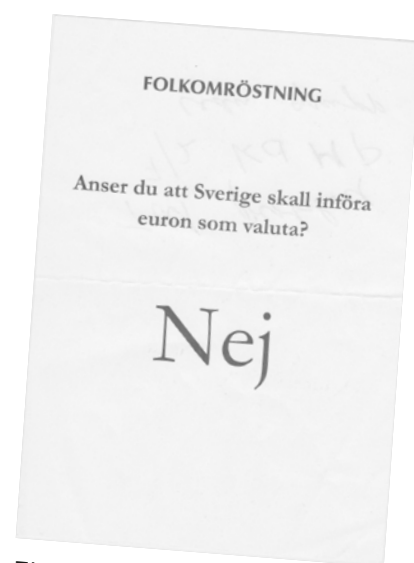 FOLKOMRÖSTNING
Anser du att Sverige skall införa
euron som valuta?
Nej